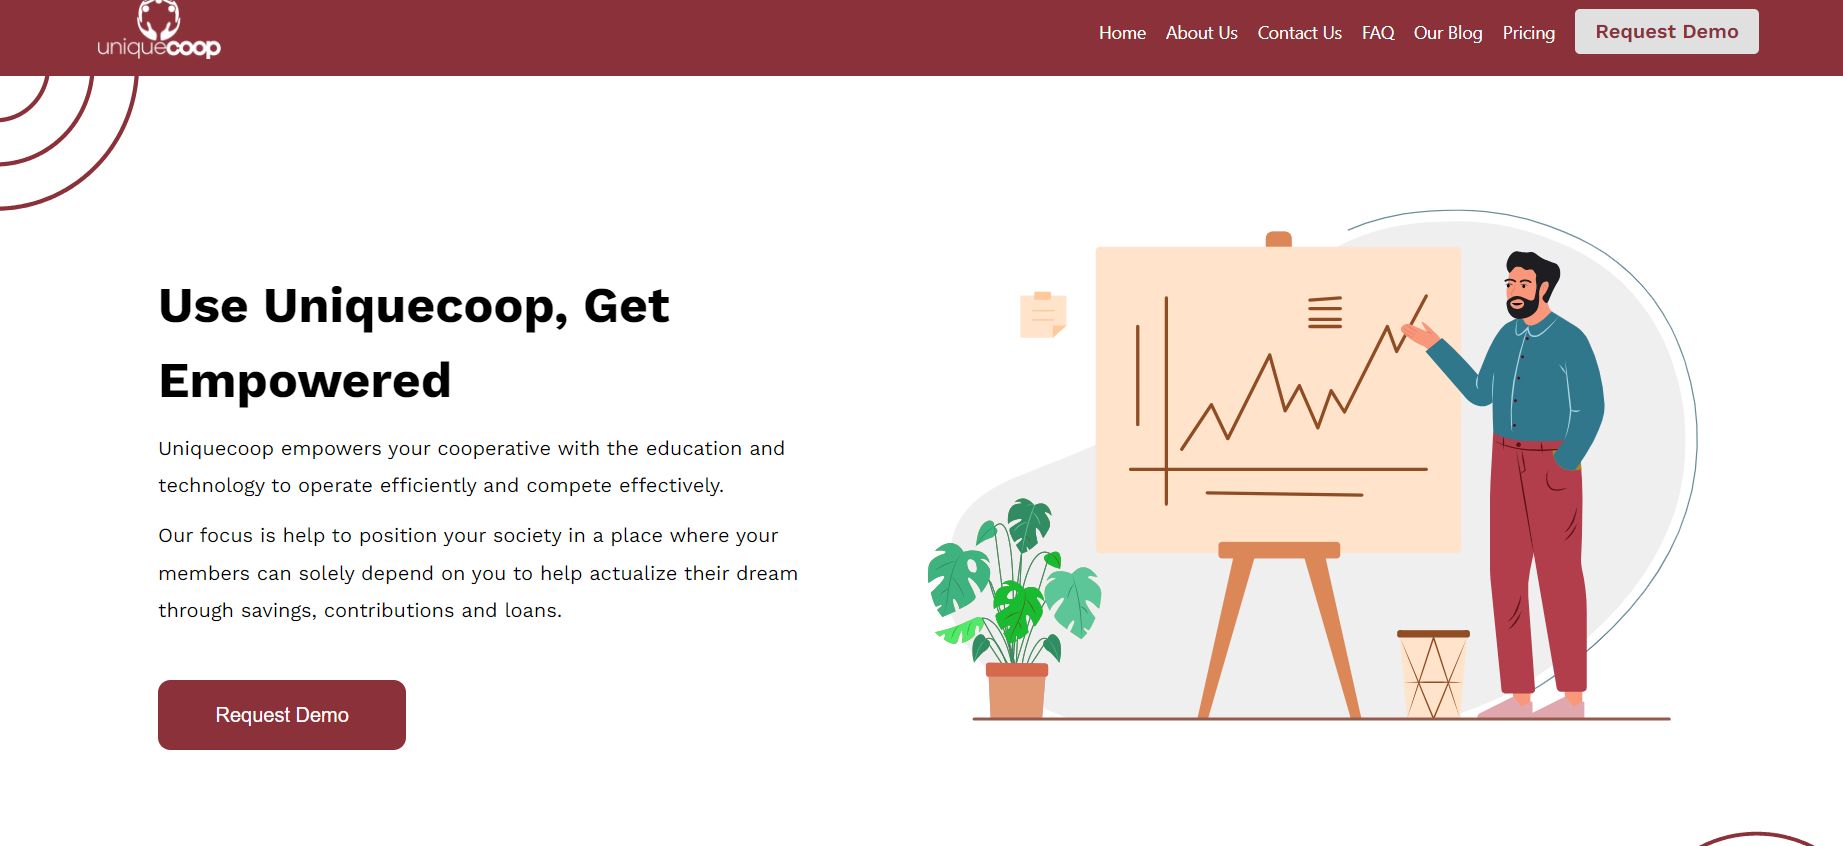 uniquecoop
Home About Us Contact Us FAQ Our Blog Pricing Request Demo
Use Uniquecoop, Get
Empowered
Uniquecoop empowers your cooperative with the education and
technology to operate efficiently and compete effectively.
Our focus is help to position your society in a place where your
members can solely depend on you to help actualize their dream
through savings, contributions and loans.
Request Demo